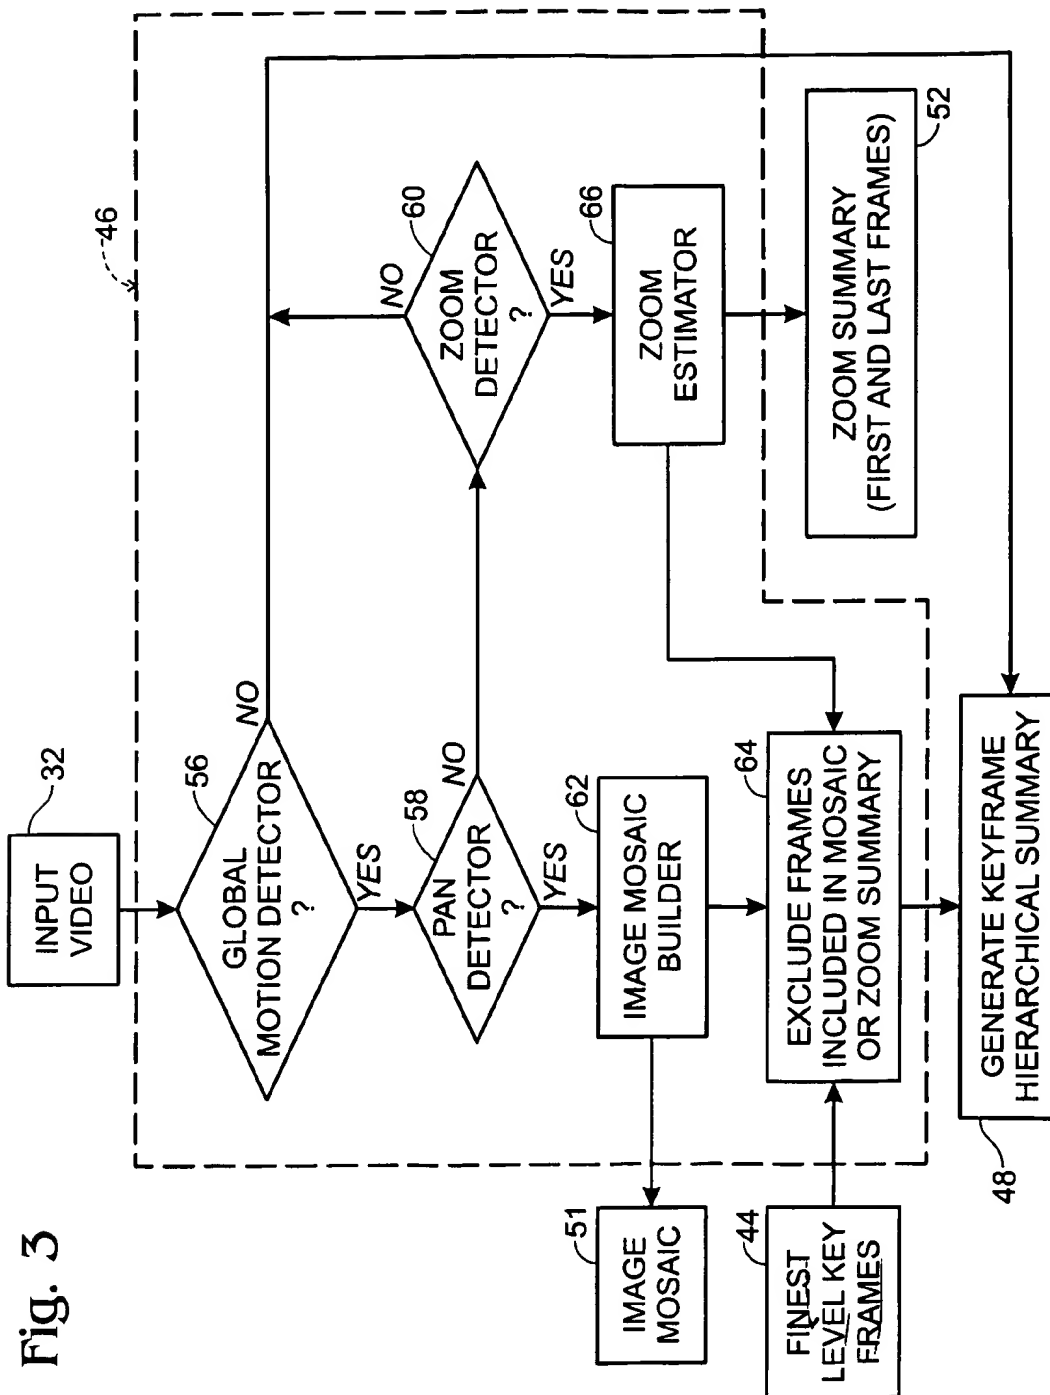 Fig. 3
INPUT
VIDEO
32
46
GLOBAL
MOTION DETECTOR
?
56
NO
YES
PAN
DETECTOR
?
58
NO
YES
ZOOM
DETECTOR
?
60
NO
YES
IMAGE MOSAIC
BUILDER
62
ZOOM
ESTIMATOR
66
IMAGE
MOSAIC
51
FINEST
LEVEL KEY
FRAMES
44
EXCLUDE FRAMES
INCLUDED IN MOSAIC
OR ZOOM SUMMARY
64
ZOOM SUMMARY
(FIRST AND LAST FRAMES)
52
GENERATE KEYFRAME
HIERARCHICAL SUMMARY
48